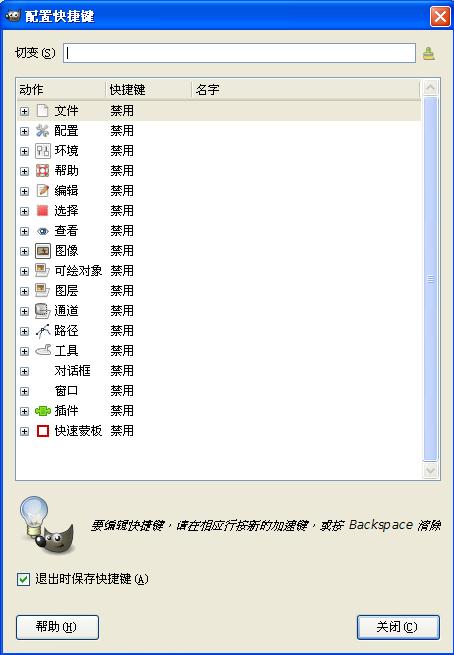 配置快捷键
切变(S)
动作 快捷键 名字
文件 禁用
配置 禁用
环境 禁用
帮助 禁用
编辑 禁用
选择 禁用
查看 禁用
图像 禁用
可绘对象 禁用
图层 禁用
通道 禁用
路径 禁用
工具 禁用
对话框 禁用
窗口 禁用
插件 禁用
快速蒙板 禁用
要编辑快捷键，请在相应行按新的加速键，或按 Backspace 清除
退出时保存快捷键(A)
帮助(H) 关闭(C)